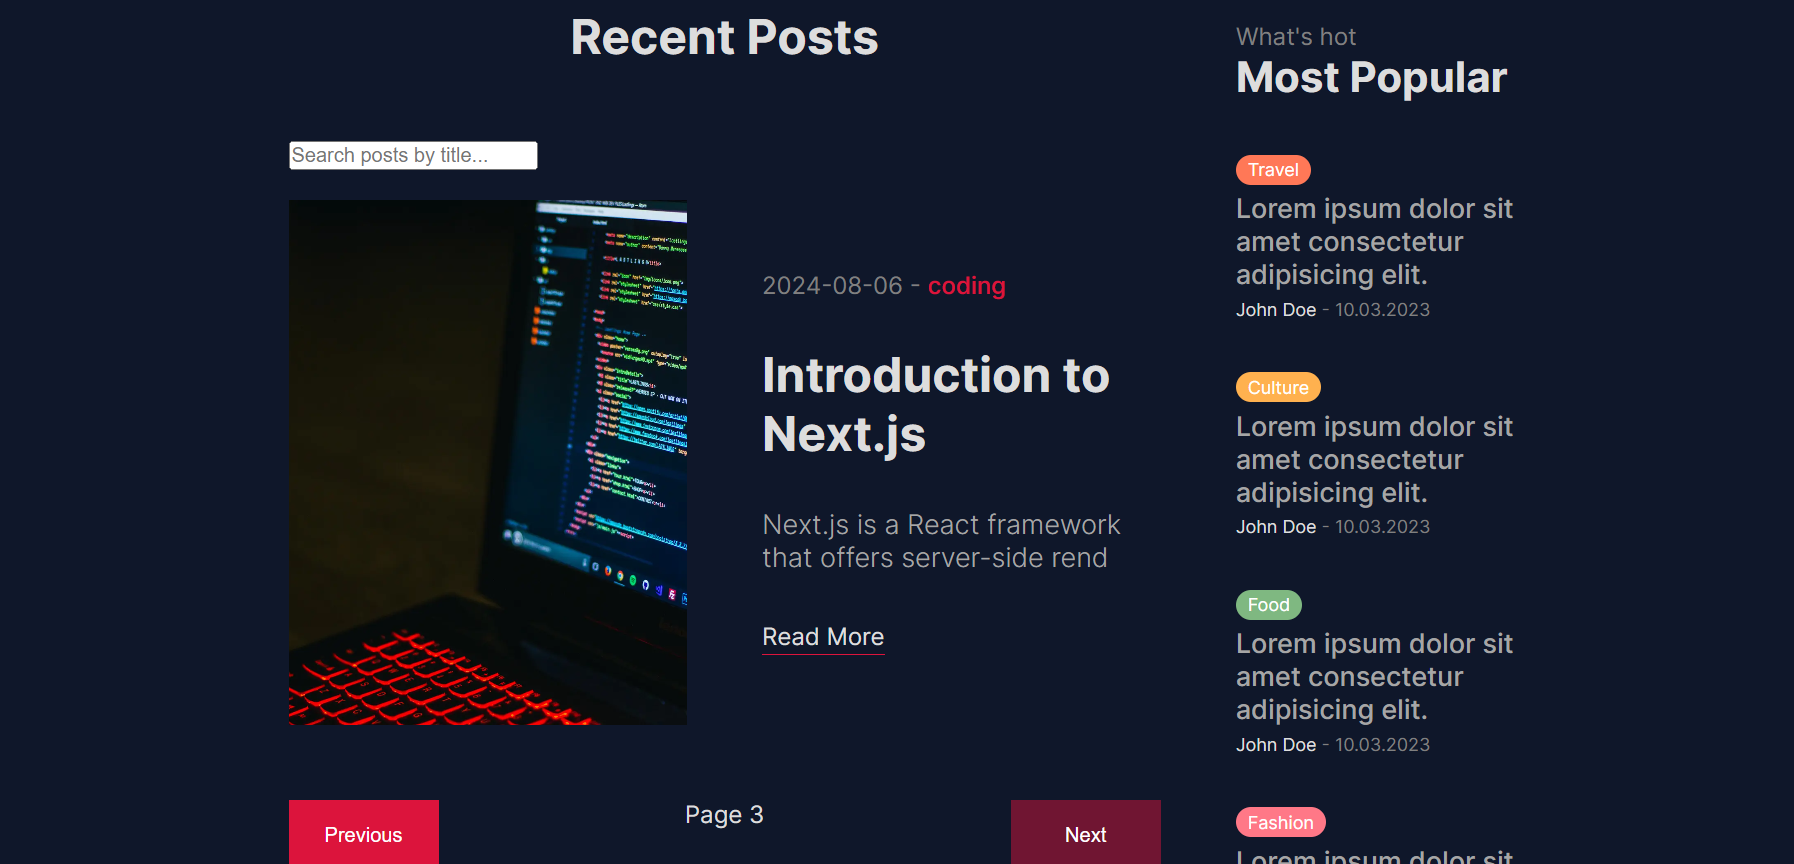 Recent Posts
Search posts by title...
2024-08-06 - coding
Introduction to
Next.js
Next.js is a React framework
that offers server-side rend
Read More
Previous
Page 3
Next
What's hot
Most Popular
Travel
Lorem ipsum dolor sit
amet consectetur
adipisicing elit.
John Doe - 10.03.2023
Culture
Lorem ipsum dolor sit
amet consectetur
adipisicing elit.
John Doe - 10.03.2023
Food
Lorem ipsum dolor sit
amet consectetur
adipisicing elit.
John Doe - 10.03.2023
Fashion
Lorem ipsum dolor sit